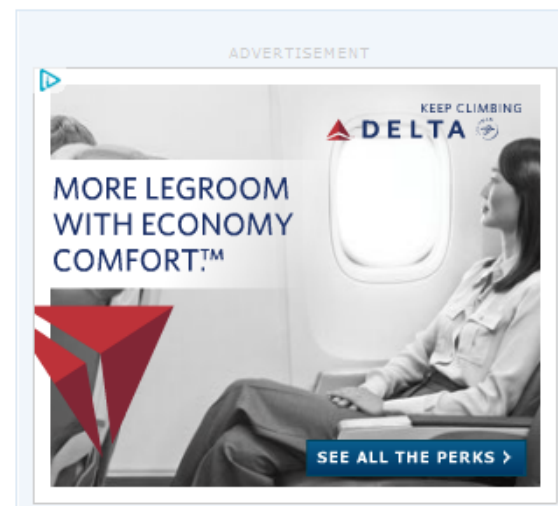 ADVERTISEMENT
KEEP CLIMBING
DELTA
MORE LEGROOM
WITH ECONOMY
COMFORT.™
SEE ALL THE PERKS >